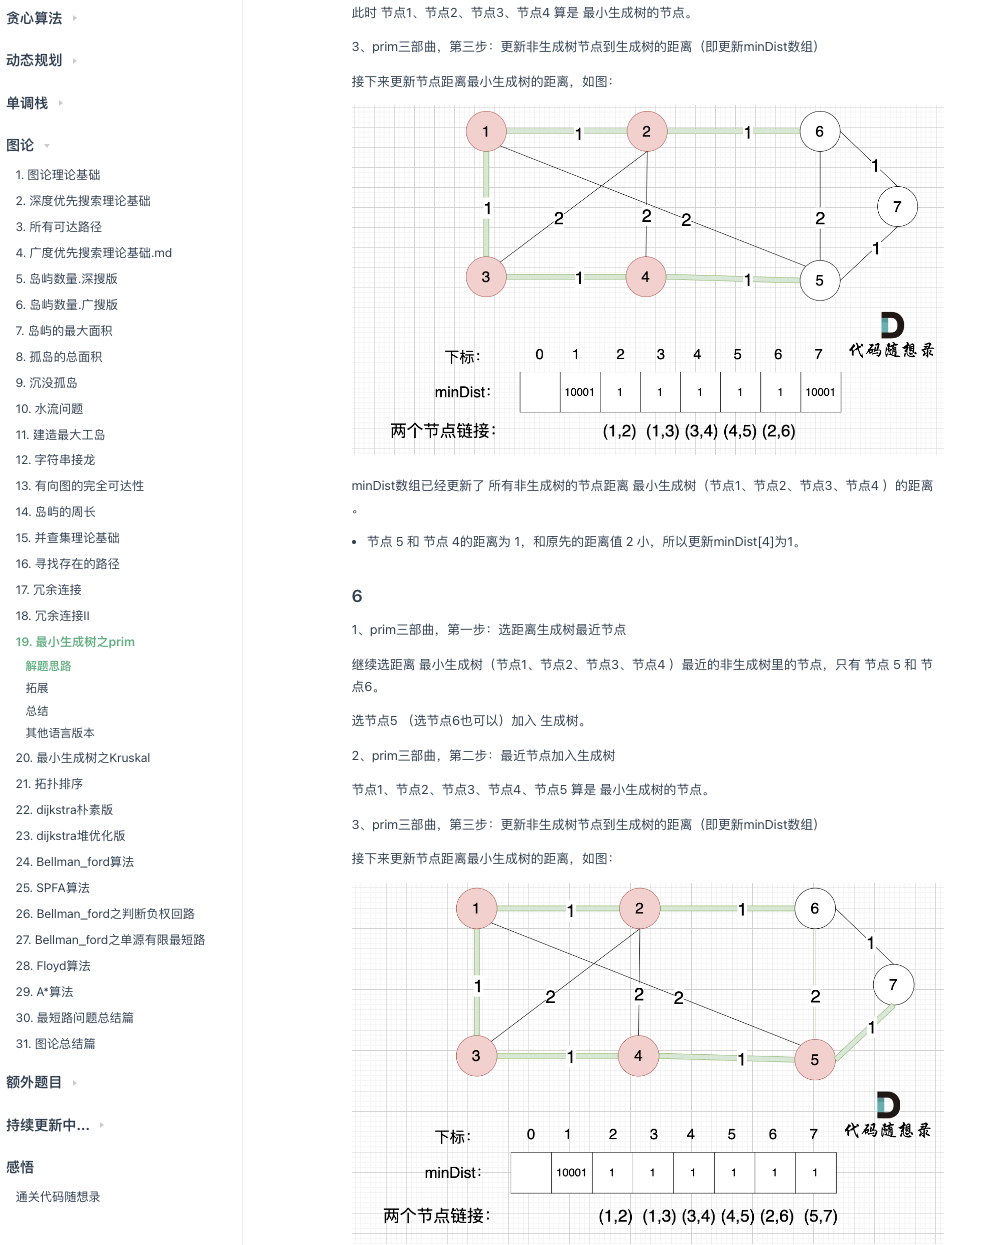 贪心算法
动态规划
单调栈
图论
1. 图论理论基础
2. 深度优先搜索理论基础
3. 所有可达路径
4. 广度优先搜索理论基础.md
5. 岛屿数量.深搜版
6. 岛屿数量.广搜版
7. 岛屿的最大面积
8. 孤岛的总面积
9. 沉没孤岛
10. 水流问题
11. 建造最大工岛
12. 字符串接龙
13. 有向图的完全可达性
14. 岛屿的周长
15. 并查集理论基础
16. 寻找存在的路径
17. 冗余连接
18. 冗余连接II
19. 最小生成树之prim
解题思路
拓展
总结
其他语言版本
20. 最小生成树之Kruskal
21. 拓扑排序
22. dijkstra朴素版
23. dijkstra堆优化版
24. Bellman_ford算法
25. SPFA算法
26. Bellman_ford之判断负权回路
27. Bellman_ford之单源有限最短路
28. Floyd算法
29. A*算法
30. 最短路问题总结篇
31. 图论总结篇
额外题目
持续更新中...
感悟
通关代码随想录
此时 节点1、节点2、节点3、节点4 算是 最小生成树的节点。
3、prim三部曲，第三步：更新非生成树节点到生成树的距离（即更新minDist数组）
接下来更新节点距离最小生成树的距离，如图：
1 1 2 1 6
1
1 2 2 2 2 7
1
3 1 4 1 5
代码随想录
下标： 0 1 2 3 4 5 6 7
minDist： 10001 1 1 1 1 1 10001
两个节点链接： (1,2) (1,3) (3,4) (4,5) (2,6)
minDist数组已经更新了 所有非生成树的节点距离 最小生成树（节点1、节点2、节点3、节点4 ）的距离
。
• 节点 5 和 节点 4的距离为 1，和原先的距离值 2 小，所以更新minDist[4]为1。
6
1、prim三部曲，第一步：选距离生成树最近节点
继续选距离 最小生成树（节点1、节点2、节点3、节点4 ）最近的非生成树里的节点，只有 节点 5 和 节
点6。
选节点5 （选节点6也可以）加入 生成树。
2、prim三部曲，第二步：最近节点加入生成树
节点1、节点2、节点3、节点4、节点5 算是 最小生成树的节点。
3、prim三部曲，第三步：更新非生成树节点到生成树的距离（即更新minDist数组）
接下来更新节点距离最小生成树的距离，如图：
1 1 2 1 6
1
1 2 2 2 2 7
1
3 1 4 1 5
代码随想录
下标： 0 1 2 3 4 5 6 7
minDist： 10001 1 1 1 1 1 1
两个节点链接： (1,2) (1,3) (3,4) (4,5) (2,6) (5,7)